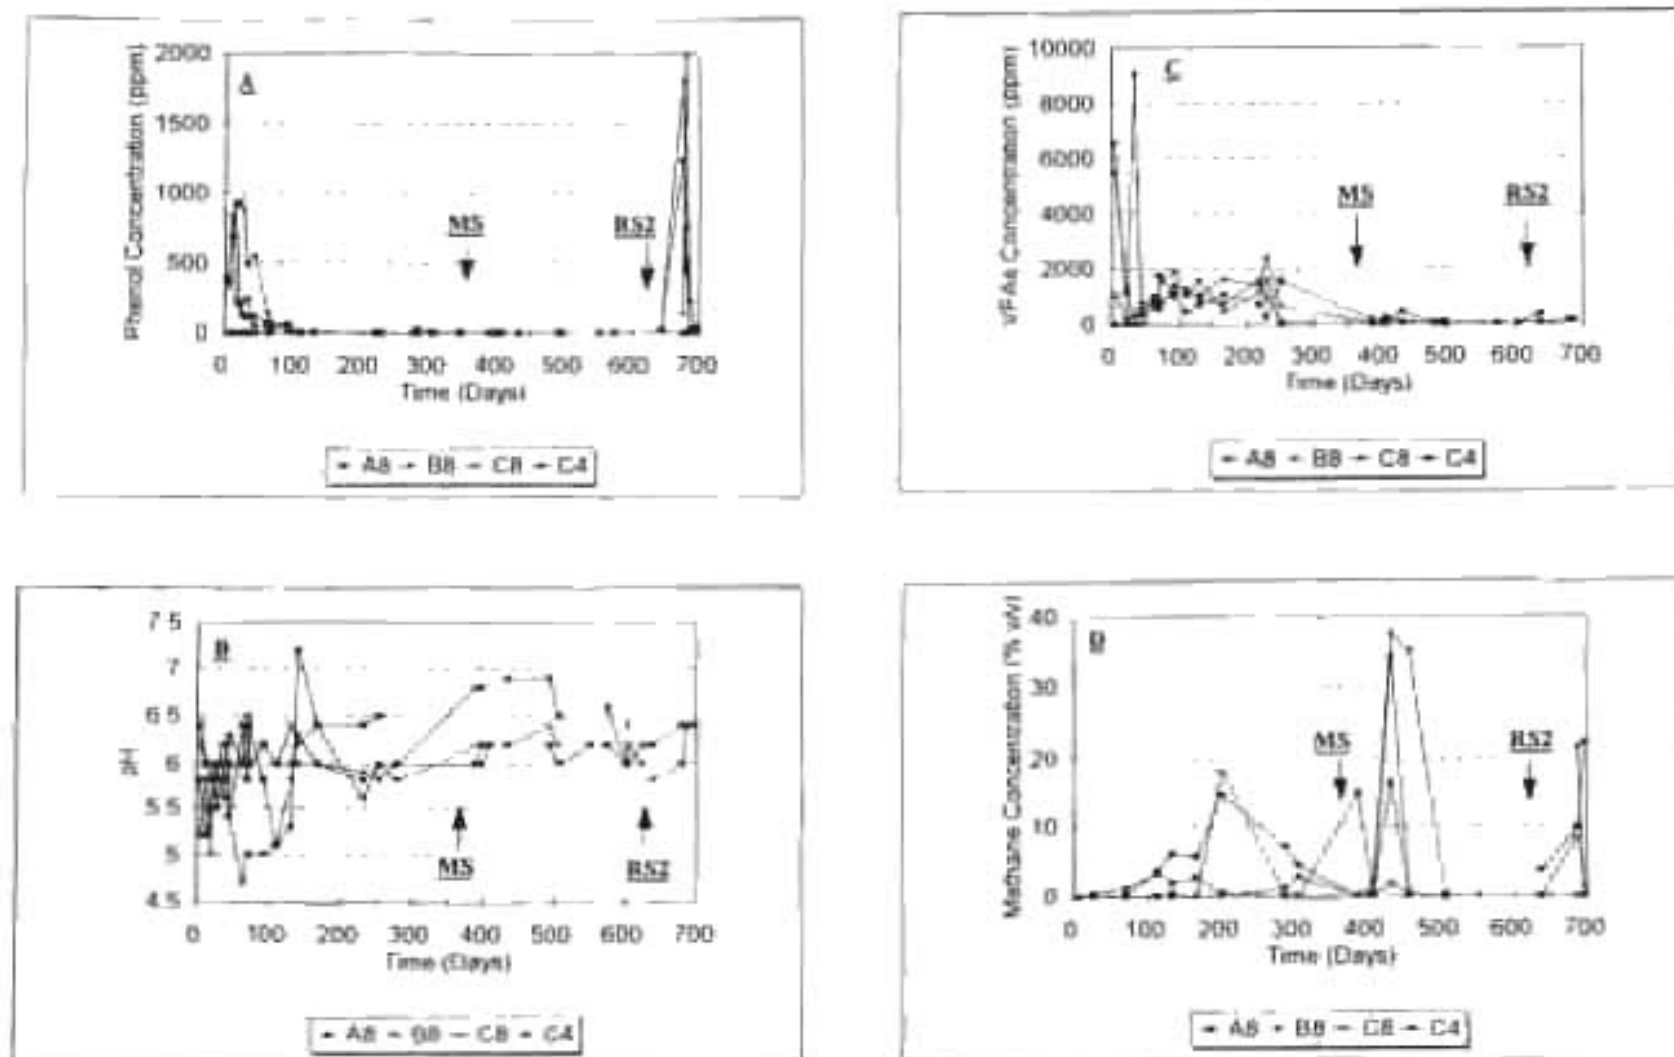 A
Phenol Concentration (ppm)
2000
1500
1000
500
0
MS
RS2
0 100 200 300 400 500 600 700
Time (Days)
A8 B8 C8 C4
C
VFAs Concentration (ppm)
10000
8000
6000
4000
2000
0
MS
RS2
0 100 200 300 400 500 600 700
Time (Days)
A8 B8 C8 C4
B
pH
7.5
7
6.5
6
5.5
5
4.5
MS
RS2
0 100 200 300 400 500 600 700
Time (Days)
A8 B8 C8 C4
D
Methane Concentration (% v/v)
40
30
20
10
0
MS
RS2
0 100 200 300 400 500 600 700
Time (Days)
A8 B8 C8 C4